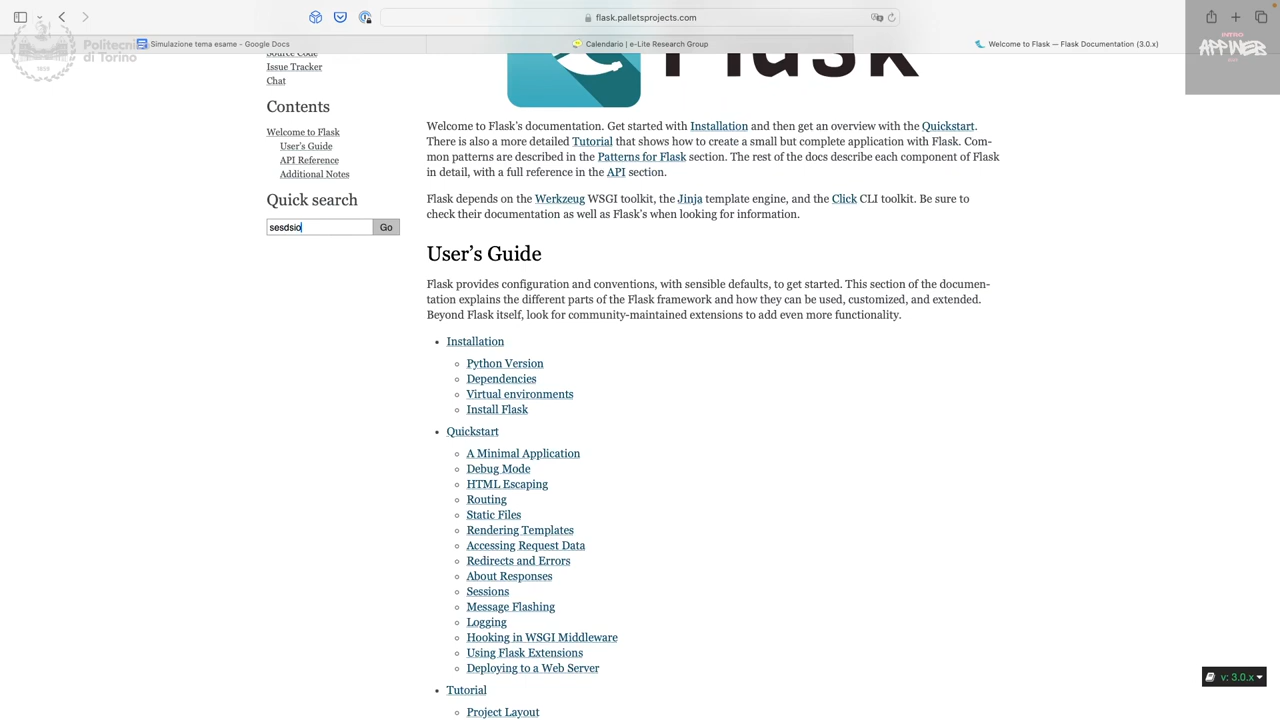 flask.palletsprojects.com
Simulazione tema esame - Google Docs
Calendario | e-Lite Research Group
Welcome to Flask — Flask Documentation (3.0.x)
Politecnico
di Torino
1859
INTRO
APPWEB
Source Code
Issue Tracker
Chat
Contents
Welcome to Flask
User's Guide
API Reference
Additional Notes
Quick search
sesdsio
Go
Flask
Welcome to Flask's documentation. Get started with Installation and then get an overview with the Quickstart.
There is also a more detailed Tutorial that shows how to create a small but complete application with Flask. Com-
mon patterns are described in the Patterns for Flask section. The rest of the docs describe each component of Flask
in detail, with a full reference in the API section.
Flask depends on the Werkzeug WSGI toolkit, the Jinja template engine, and the Click CLI toolkit. Be sure to
check their documentation as well as Flask's when looking for information.
User's Guide
Flask provides configuration and conventions, with sensible defaults, to get started. This section of the documen-
tation explains the different parts of the Flask framework and how they can be used, customized, and extended.
Beyond Flask itself, look for community-maintained extensions to add even more functionality.
• Installation
◦ Python Version
◦ Dependencies
◦ Virtual environments
◦ Install Flask
• Quickstart
◦ A Minimal Application
◦ Debug Mode
◦ HTML Escaping
◦ Routing
◦ Static Files
◦ Rendering Templates
◦ Accessing Request Data
◦ Redirects and Errors
◦ About Responses
◦ Sessions
◦ Message Flashing
◦ Logging
◦ Hooking in WSGI Middleware
◦ Using Flask Extensions
◦ Deploying to a Web Server
• Tutorial
◦ Project Layout
v: 3.0.x